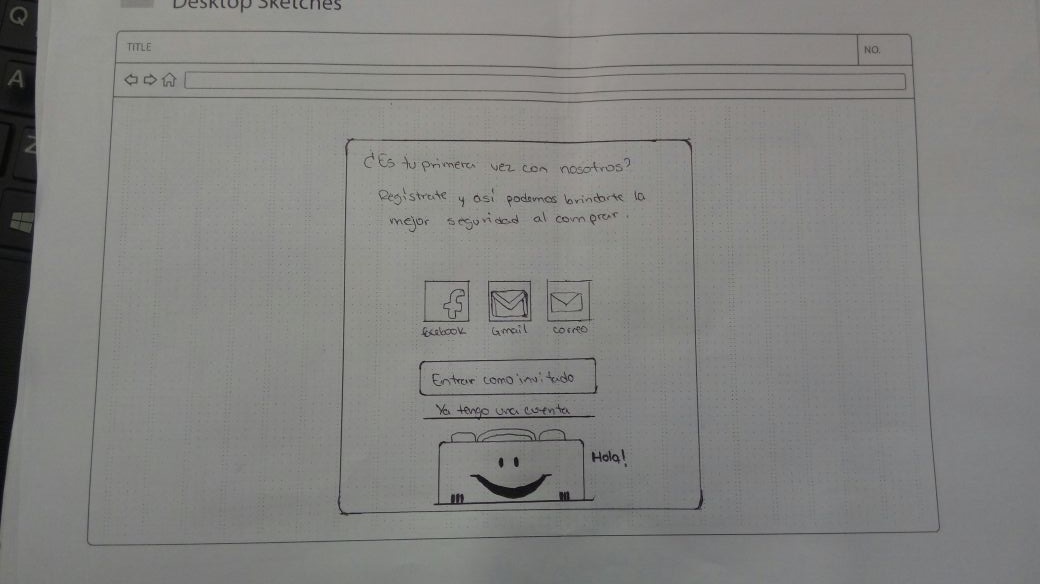 Desktop Sketches
TITLE
NO.
¿Es tu primera vez con nosotros?
Registrate y así podemos brindarte la
mejor seguridad al comprar.
facebook Gmail correo
Entrar como invitado
Ya tengo una cuenta
Hola!
Q
A
Z